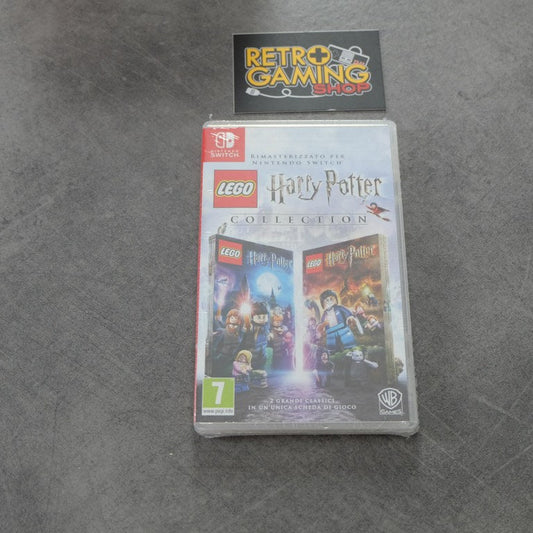 RETRO
GAMING
SHOP
NINTENDO
SWITCH
RIMASTERIZZATO PER
NINTENDO SWITCH
LEGO Harry Potter
COLLECTION
LEGO Harry Potter
LEGO Harry Potter
7
www.pegi.info
2 GRANDI CLASSICI
IN UN'UNICA SCHEDA DI GIOCO
WB
GAMES